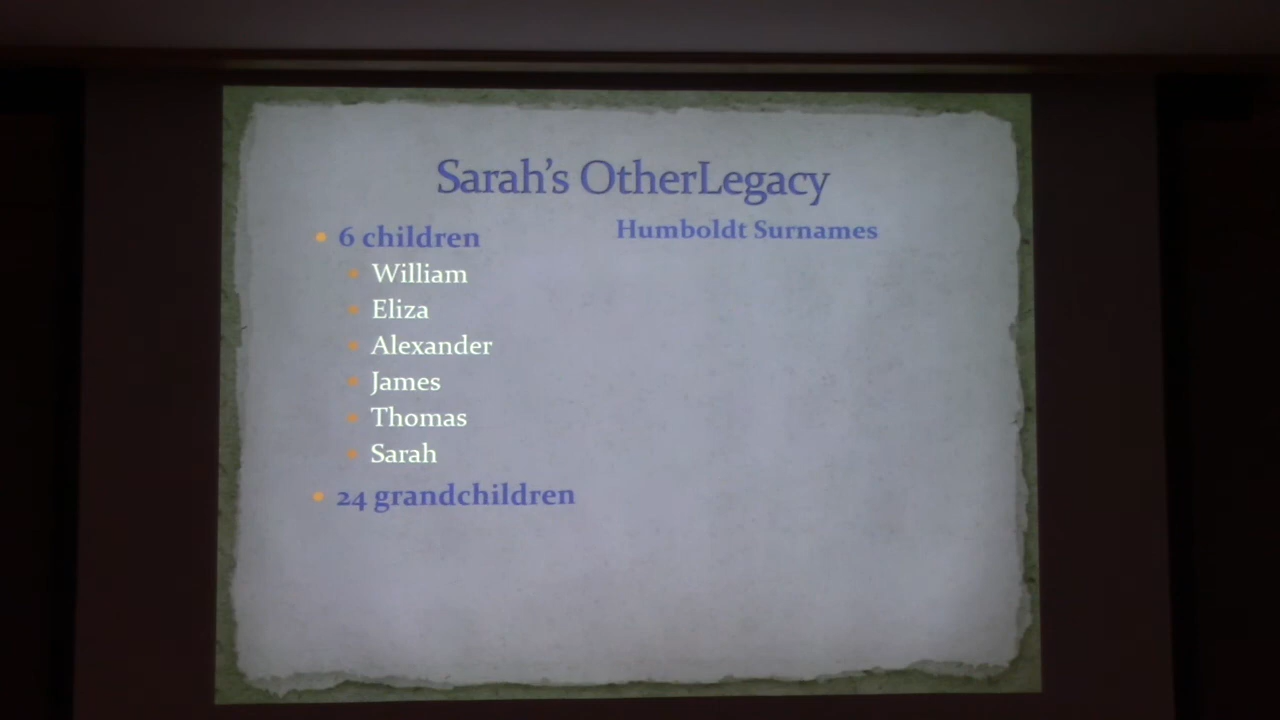 Sarah's OtherLegacy
6 children
William
Eliza
Alexander
James
Thomas
Sarah
24 grandchildren
Humboldt Surnames